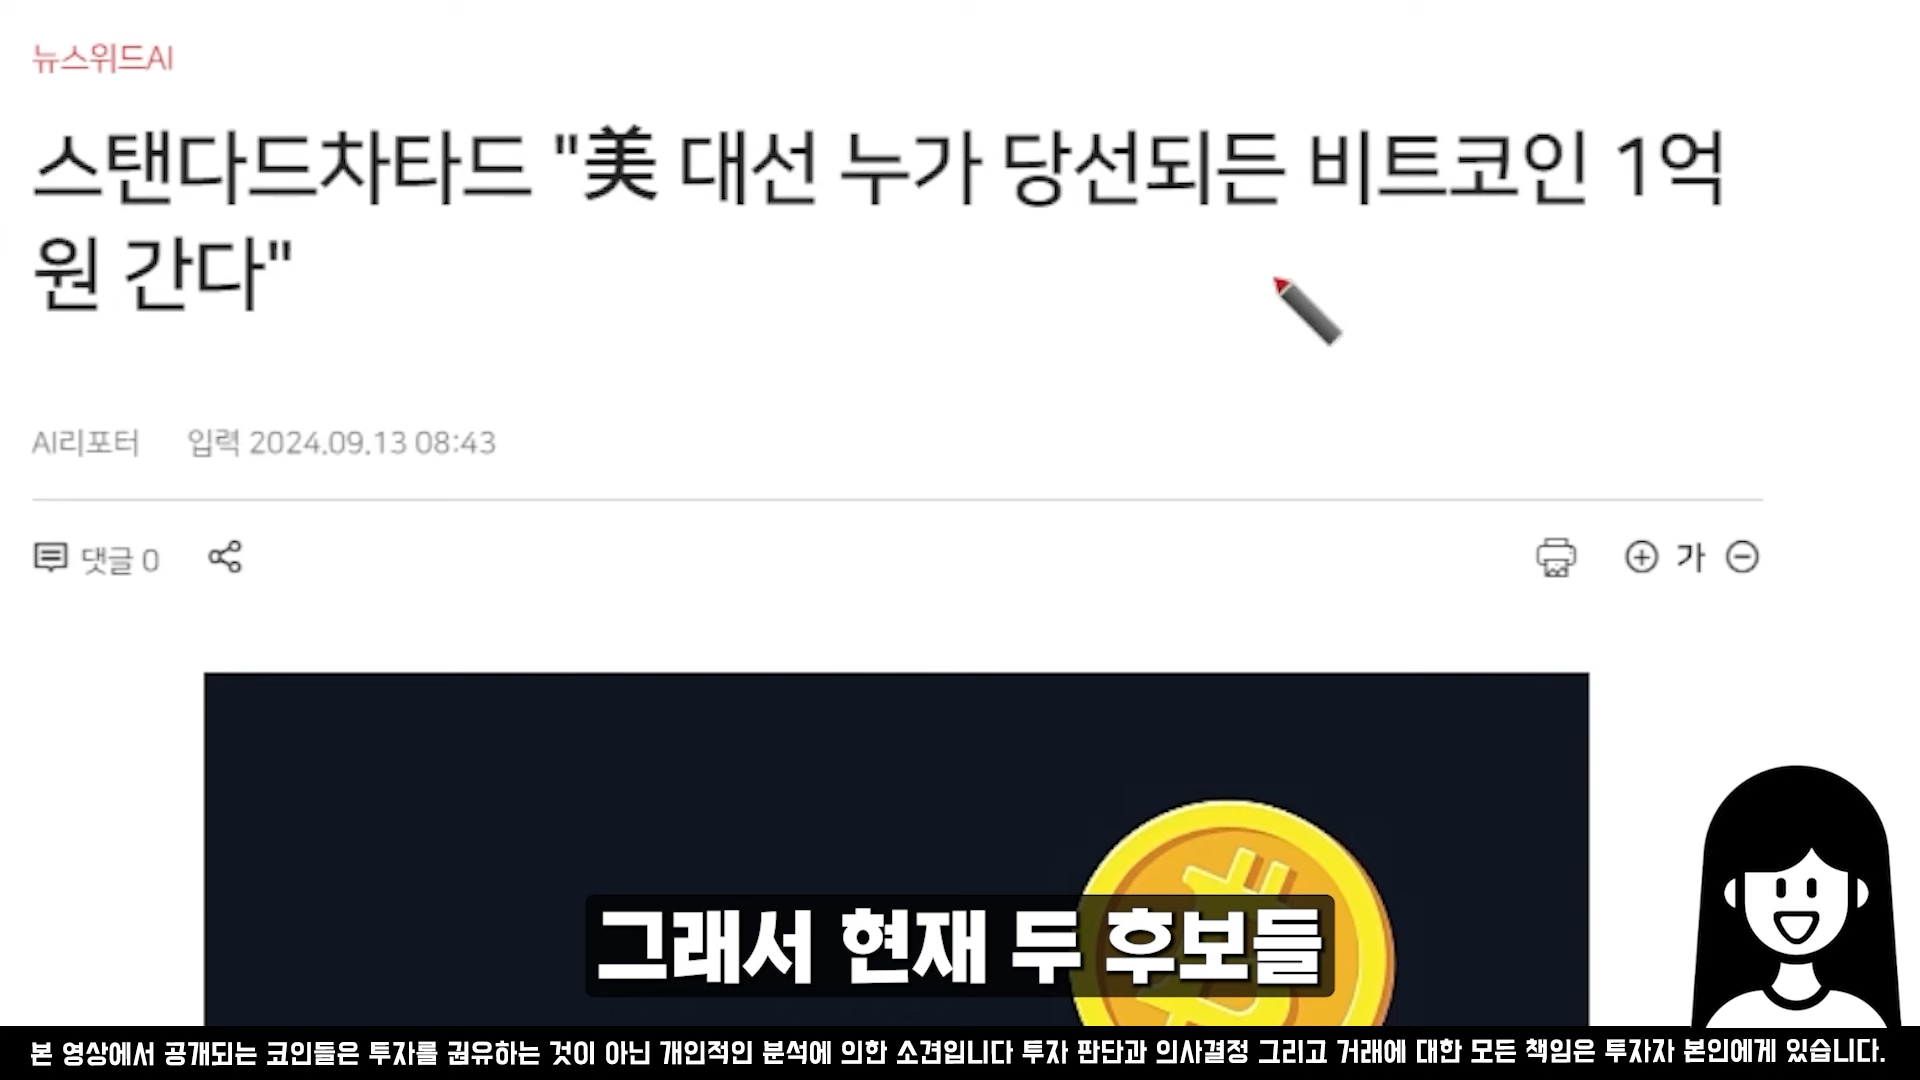 뉴스위드AI
스탠다드차타드 "美 대선 누가 당선되든 비트코인 1억
원 간다"
AI리포터 입력 2024.09.13 08:43
댓글 0 가
그래서 현재 두 후보들
본 영상에서 공개되는 코인들은 투자를 권유하는 것이 아닌 개인적인 분석에 의한 소견입니다 투자 판단과 의사결정 그리고 거래에 대한 모든 책임은 투자자 본인에게 있습니다.